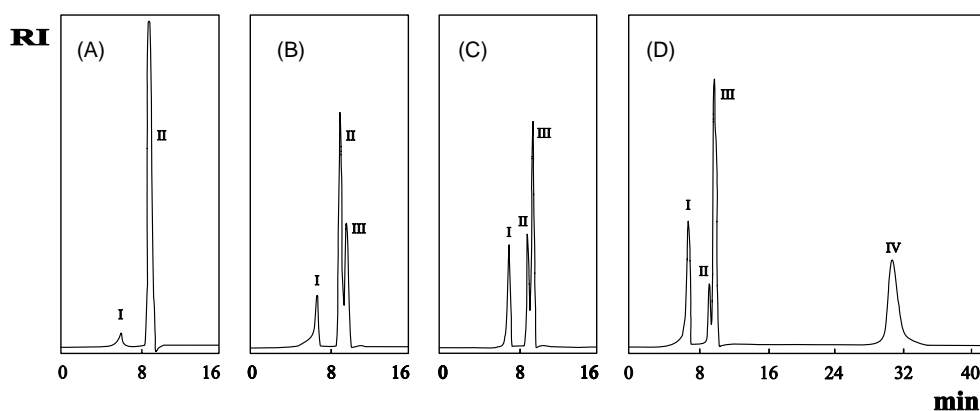 RI
(A)
I
II
0 8 16
(B)
I
II
III
0 8 16
(C)
I
II
III
0 8 16
(D)
I
II
III
IV
0 8 16 24 32 40
min